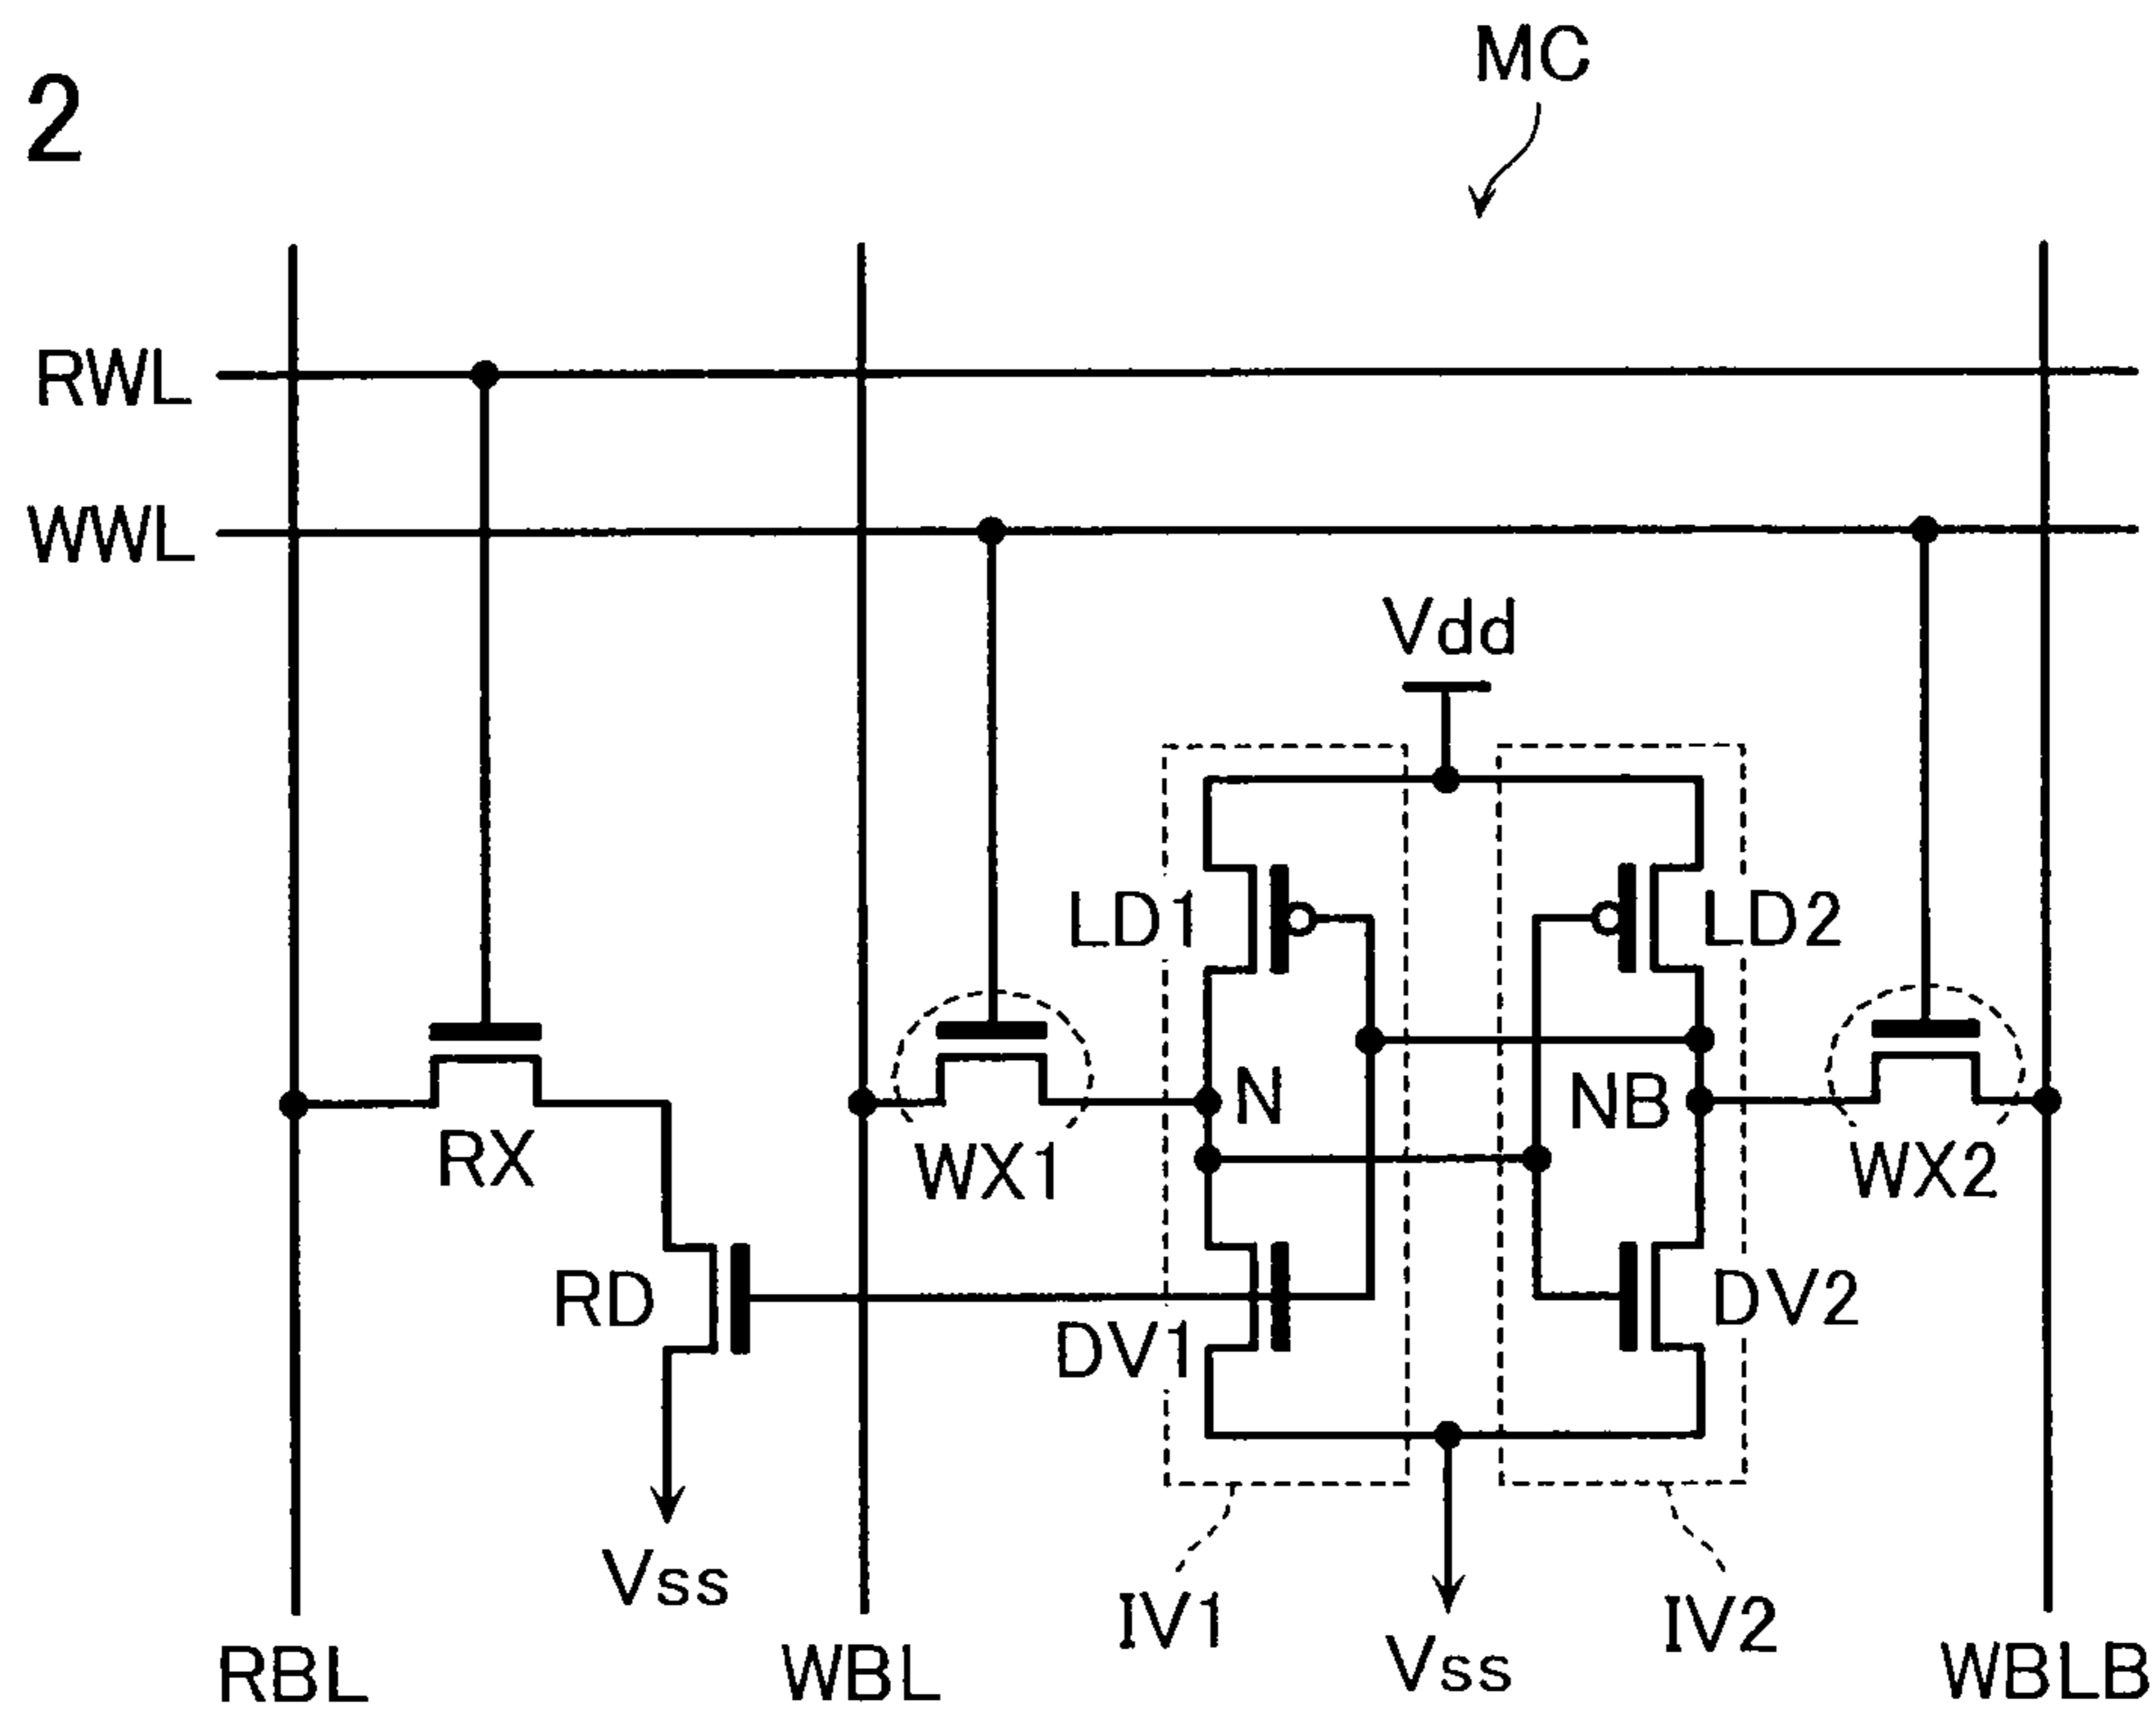 MC
2
RWL
WWL
Vdd
LD1
LD2
N
NB
RX
WX1
WX2
RD
DV1
DV2
Vss
IV1
IV2
RBL
WBL
Vss
WBLB